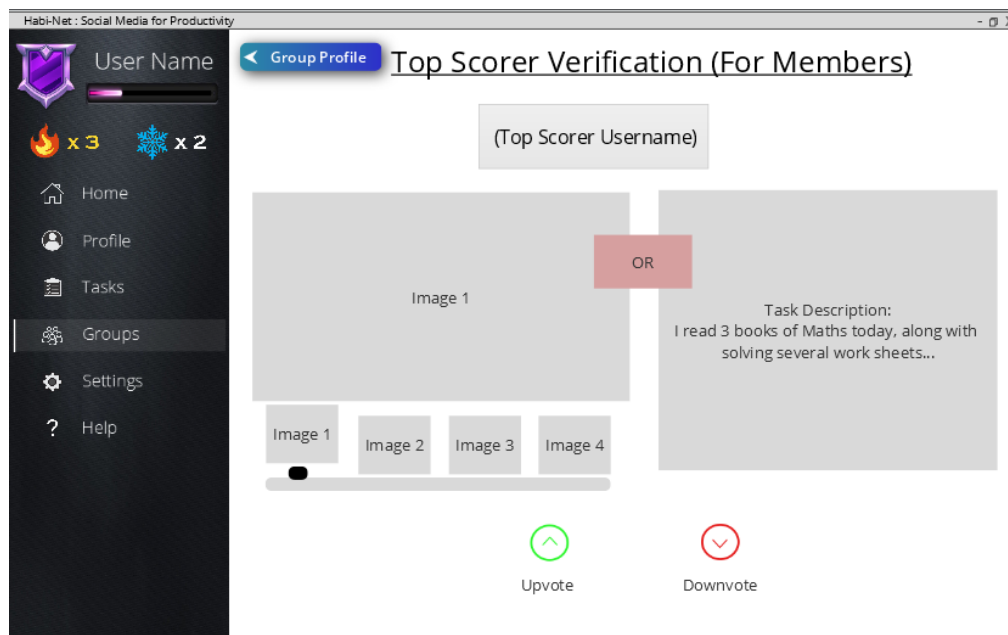 Habi-Net : Social Media for Productivity
User Name
x 3
x 2
Home
Profile
Tasks
Groups
Settings
? Help
Group Profile
Top Scorer Verification (For Members)
(Top Scorer Username)
Image 1
OR
Task Description:
I read 3 books of Maths today, along with
solving several work sheets...
Image 1
Image 2
Image 3
Image 4
Upvote
Downvote